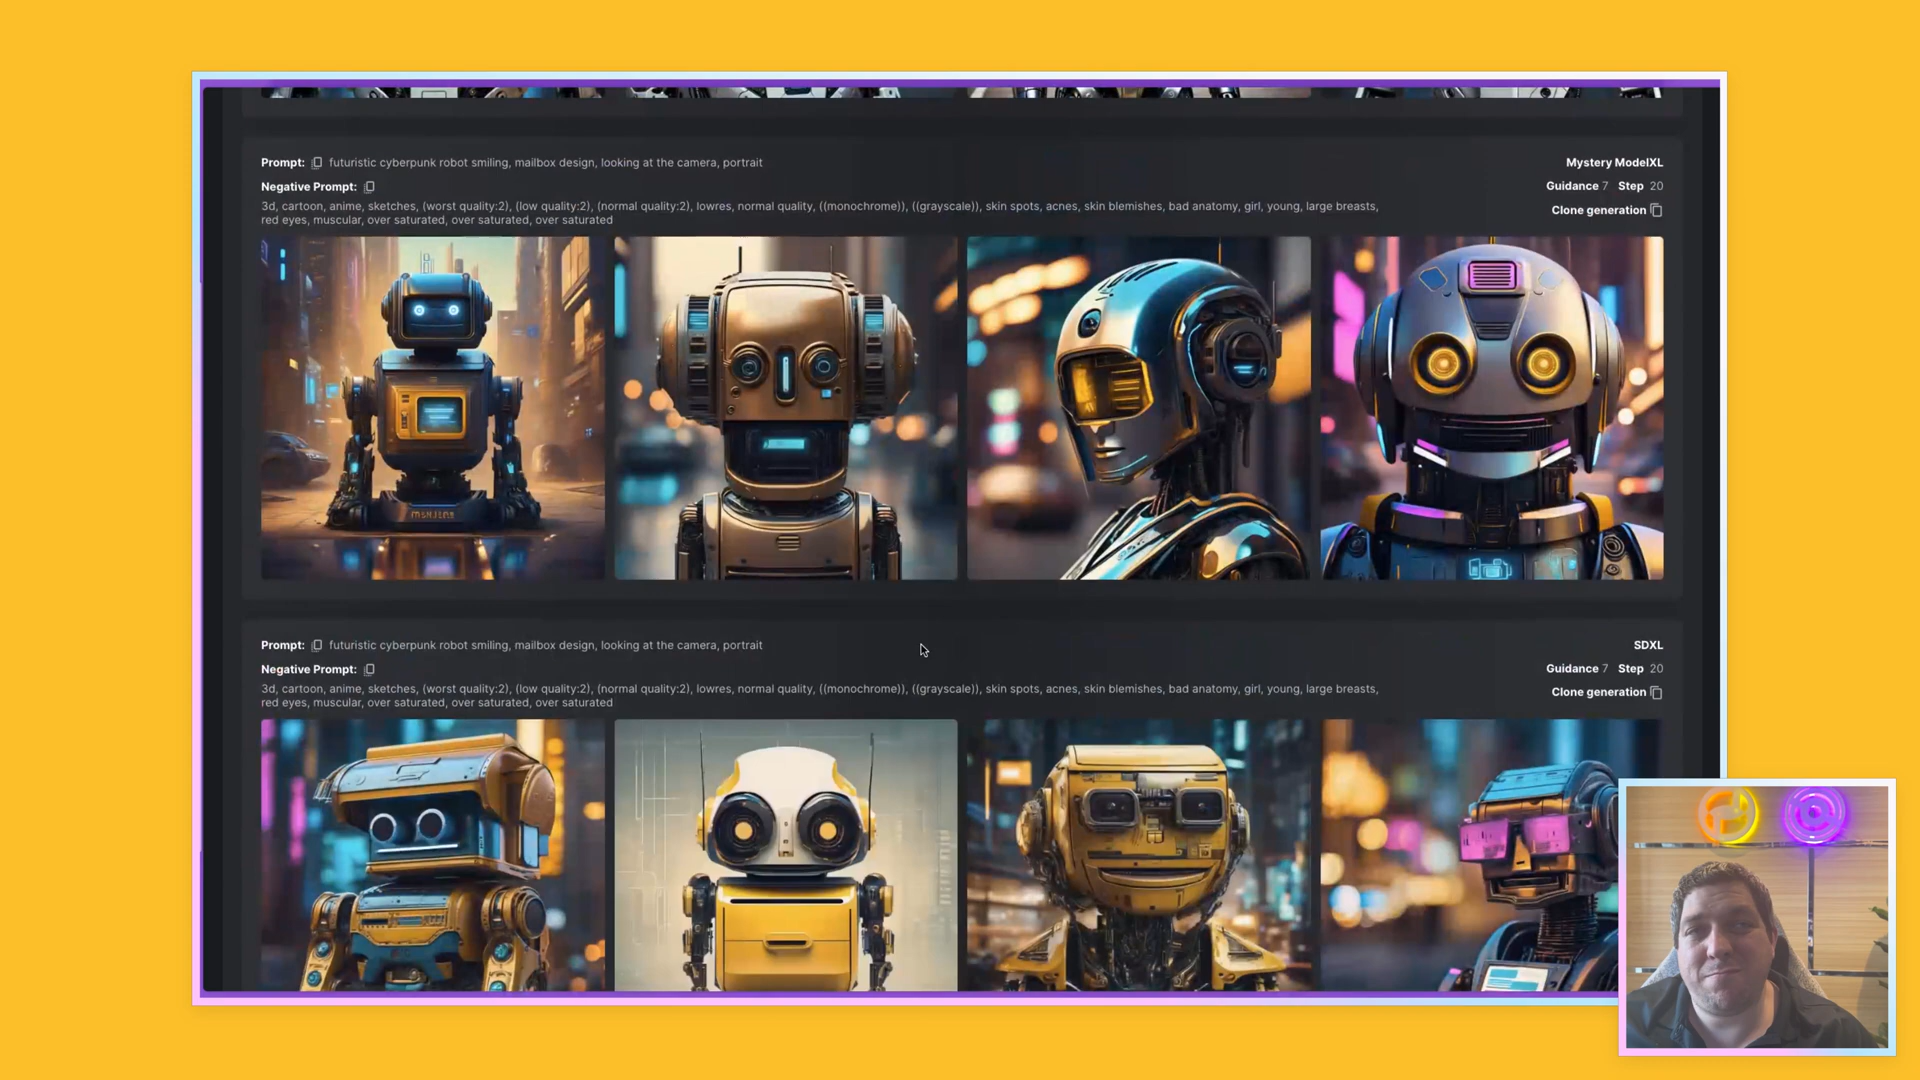 Prompt: futuristic cyberpunk robot smiling, mailbox design, looking at the camera, portrait
Mystery ModelXL
Negative Prompt:
Guidance 7 Step 20
3d, cartoon, anime, sketches, (worst quality:2), (low quality:2), (normal quality:2), lowres, normal quality, ((monochrome)), ((grayscale)), skin spots, acnes, skin blemishes, bad anatomy, girl, young, large breasts,
red eyes, muscular, over saturated, over saturated, over saturated
Clone generation
Prompt: futuristic cyberpunk robot smiling, mailbox design, looking at the camera, portrait
SDXL
Negative Prompt:
Guidance 7 Step 20
3d, cartoon, anime, sketches, (worst quality:2), (low quality:2), (normal quality:2), lowres, normal quality, ((monochrome)), ((grayscale)), skin spots, acnes, skin blemishes, bad anatomy, girl, young, large breasts,
red eyes, muscular, over saturated, over saturated, over saturated
Clone generation